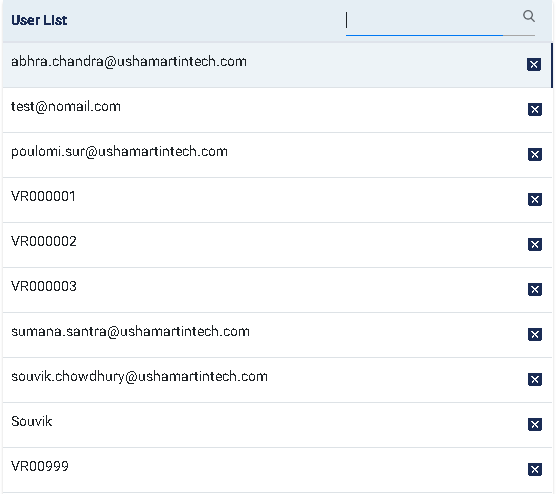 User List
abhra.chandra@ushamartintech.com
test@nomail.com
poulomi.sur@ushamartintech.com
VR000001
VR000002
VR000003
sumana.santra@ushamartintech.com
souvik.chowdhury@ushamartintech.com
Souvik
VR00999